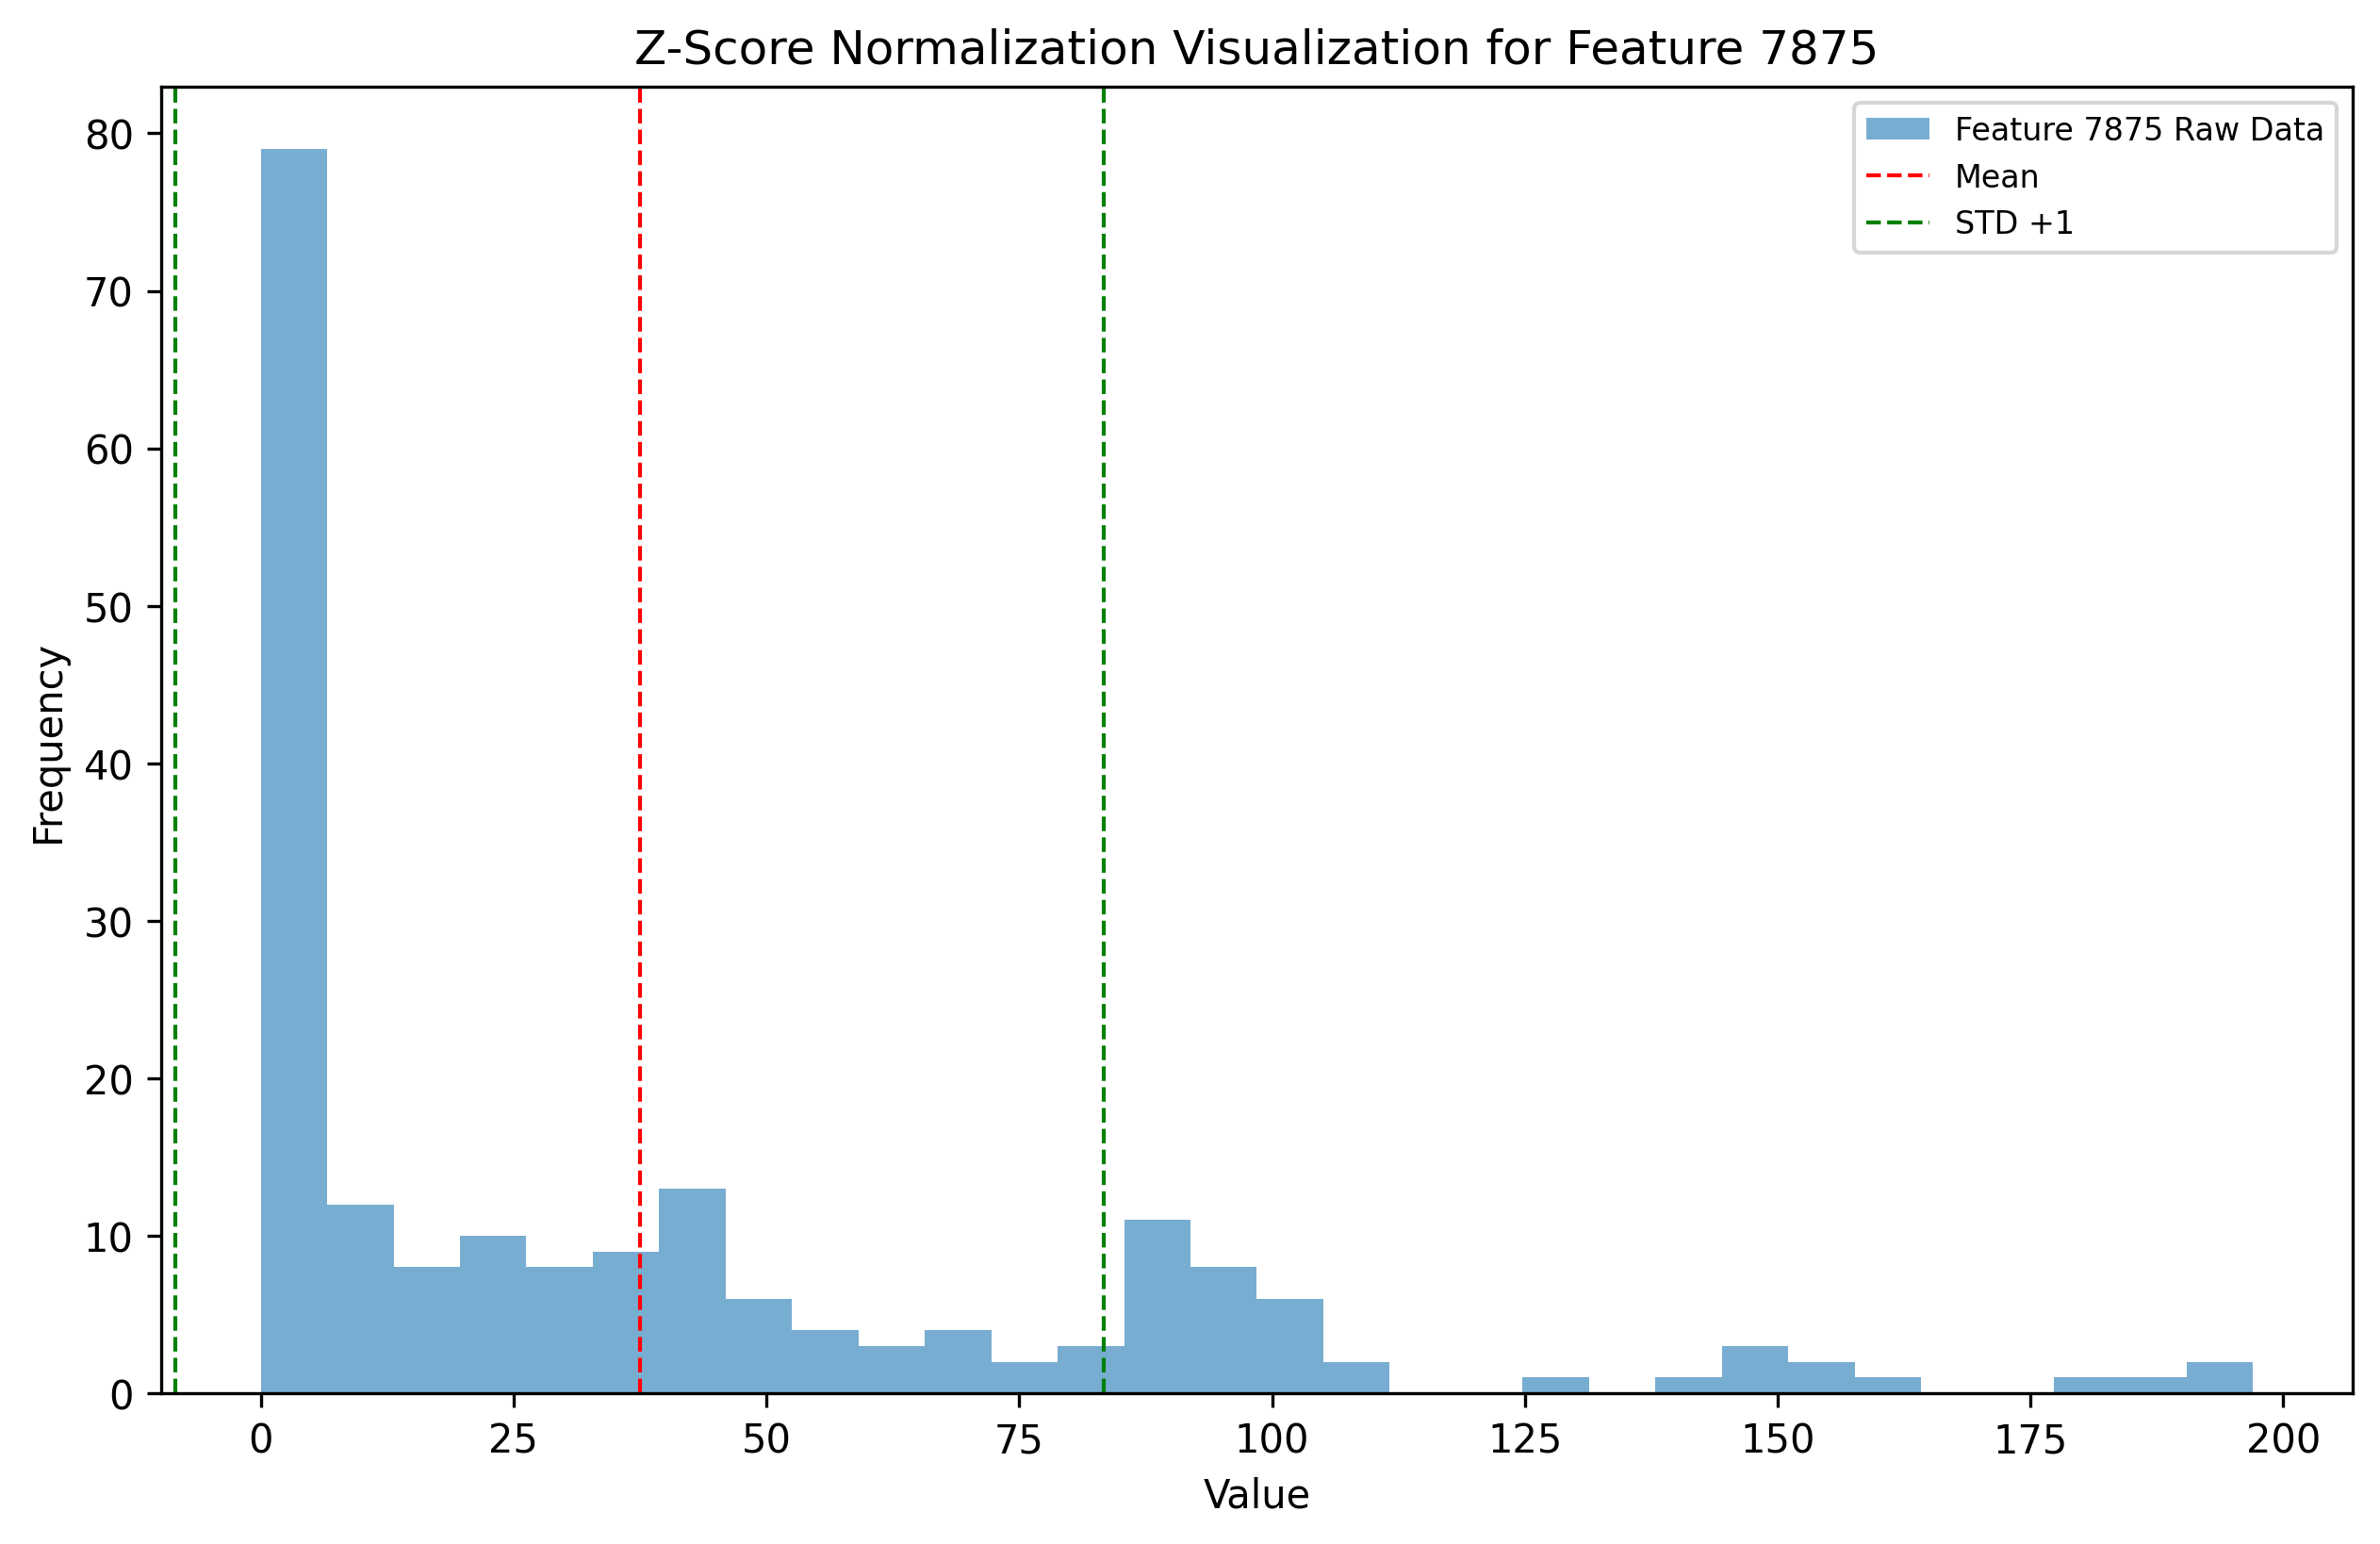 Z-Score Normalization Visualization for Feature 7875
Feature 7875 Raw Data
Mean
STD +1
80
70
60
50
40
30
20
10
0
Frequency
0 25 50 75 100 125 150 175 200
Value